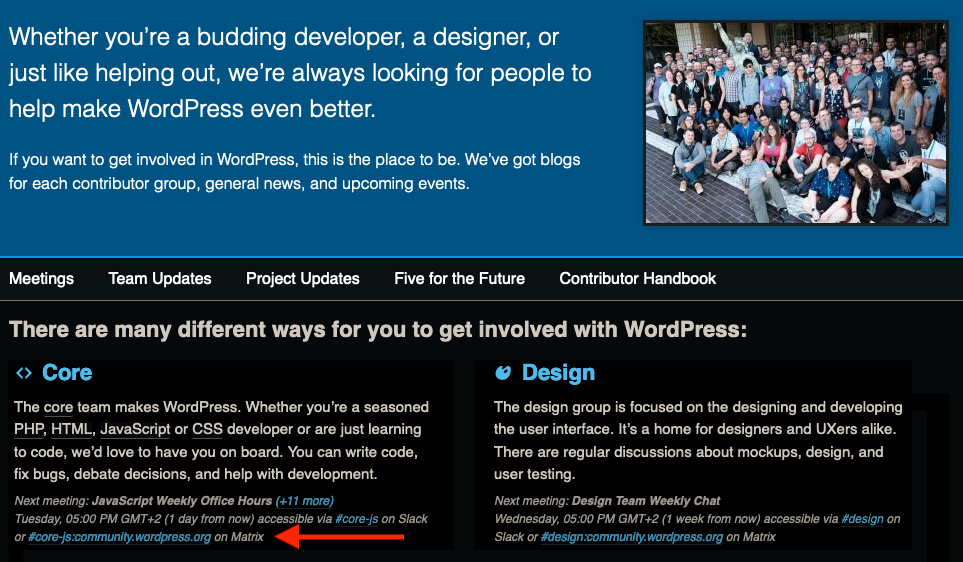 Whether you’re a budding developer, a designer, or
just like helping out, we’re always looking for people to
help make WordPress even better.
If you want to get involved in WordPress, this is the place to be. We’ve got blogs
for each contributor group, general news, and upcoming events.
Meetings Team Updates Project Updates Five for the Future Contributor Handbook
There are many different ways for you to get involved with WordPress:
Core
The core team makes WordPress. Whether you’re a seasoned
PHP, HTML, JavaScript or CSS developer or are just learning
to code, we’d love to have you on board. You can write code,
fix bugs, debate decisions, and help with development.
Next meeting: JavaScript Weekly Office Hours (+11 more)
Tuesday, 05:00 PM GMT+2 (1 day from now) accessible via #core-js on Slack
or #core-js:community.wordpress.org on Matrix
Design
The design group is focused on the designing and developing
the user interface. It’s a home for designers and UXers alike.
There are regular discussions about mockups, design, and
user testing.
Next meeting: Design Team Weekly Chat
Wednesday, 05:00 PM GMT+2 (1 week from now) accessible via #design on
Slack or #design:community.wordpress.org on Matrix